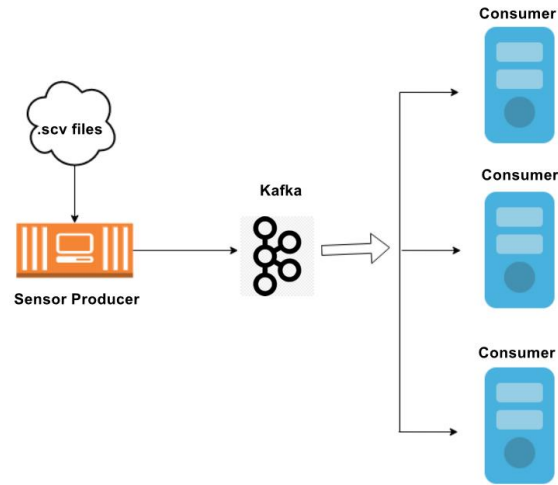 Consumer
.scv files
Consumer
Kafka
Sensor Producer
Consumer